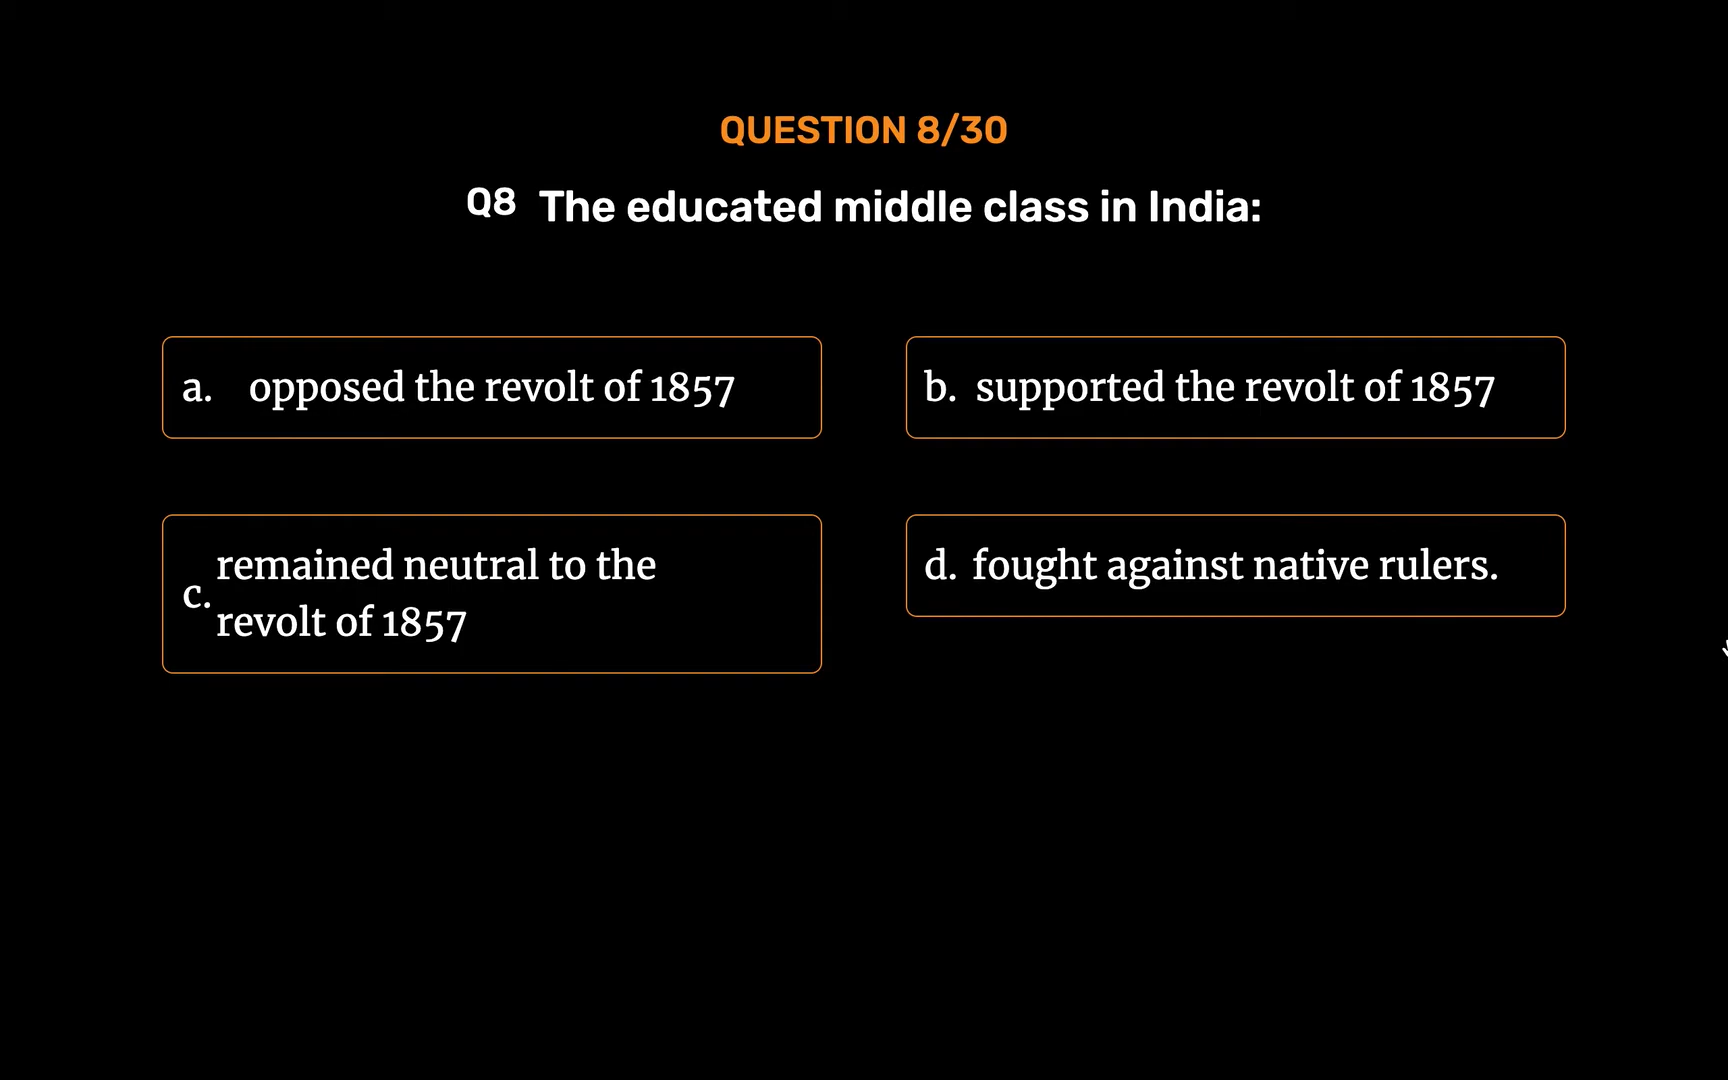 QUESTION 8/30
Q8 The educated middle class in India:
a. opposed the revolt of 1857
b. supported the revolt of 1857
c. remained neutral to the
revolt of 1857
d. fought against native rulers.